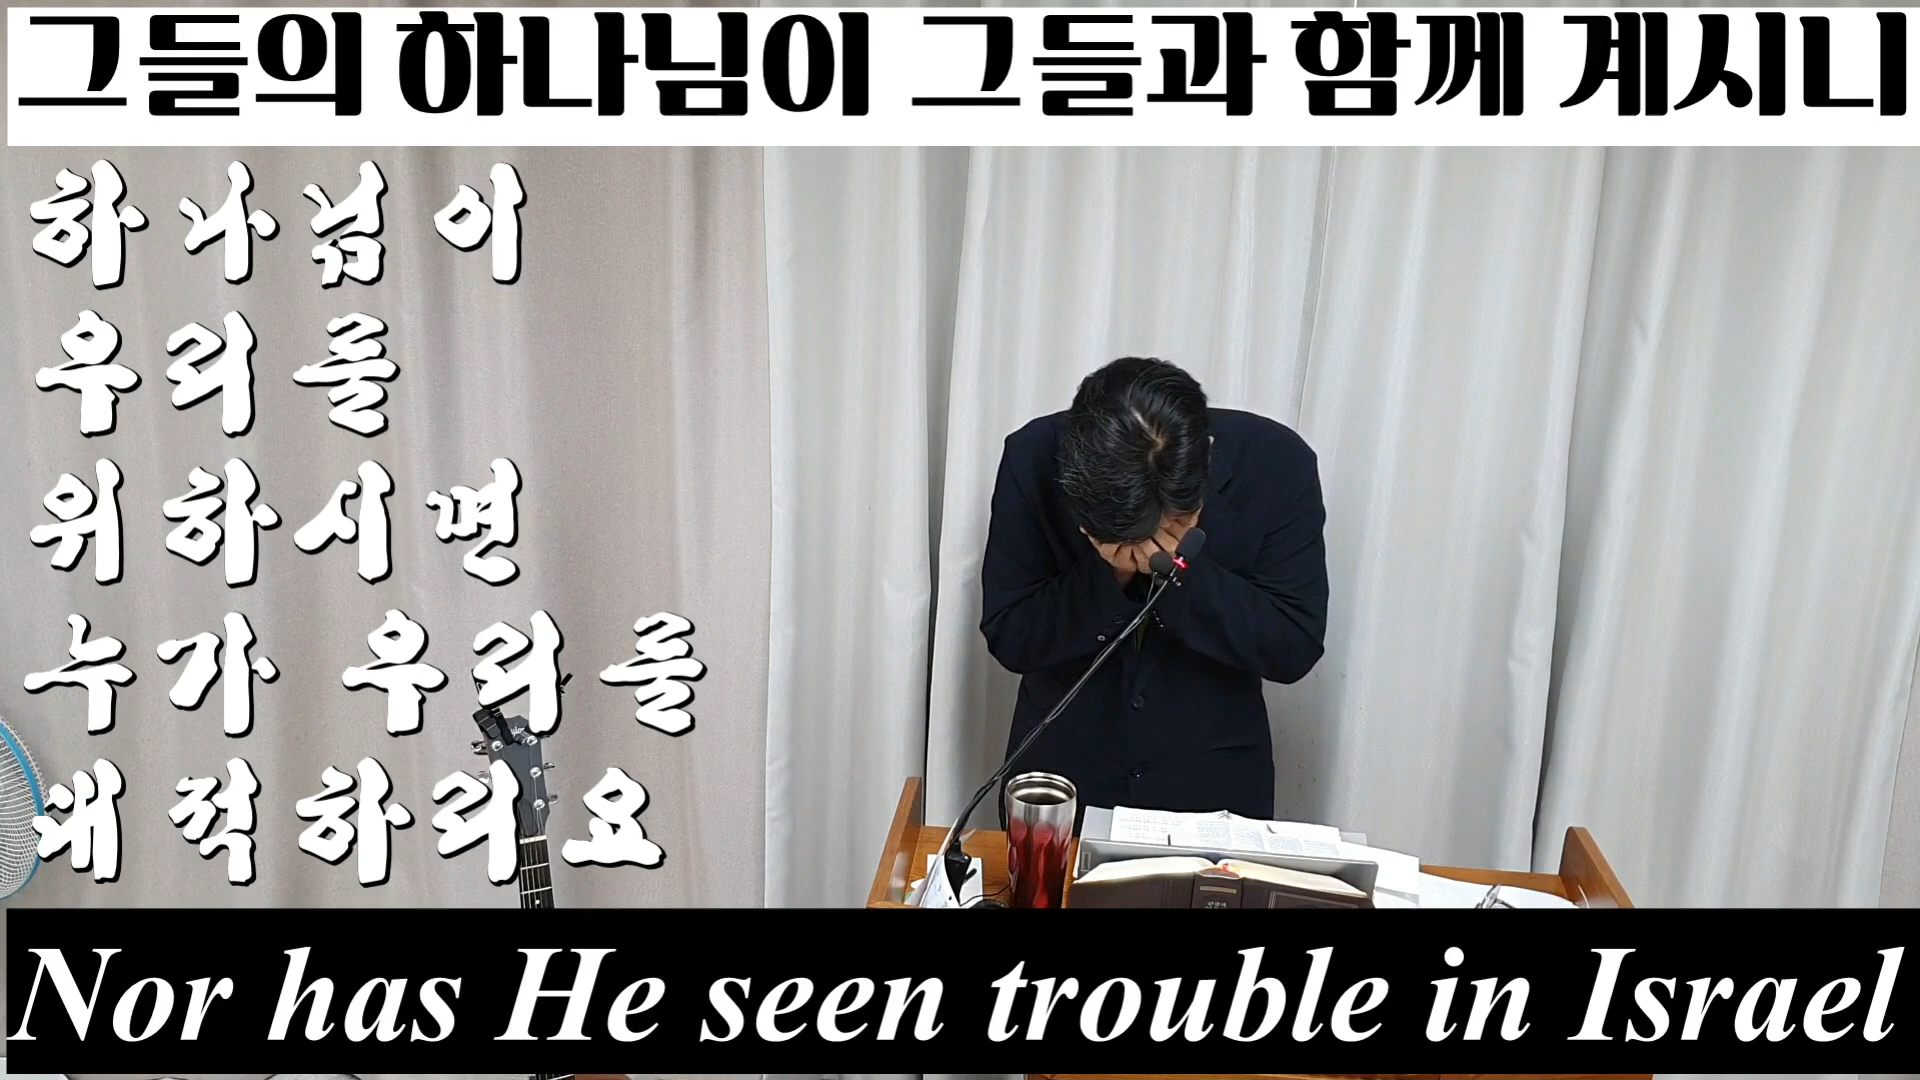 그들의 하나님이 그들과 함께 계시니
하나님이
우리를
위하시면
누가 우리를
대적하리요
Nor has He seen trouble in Israel